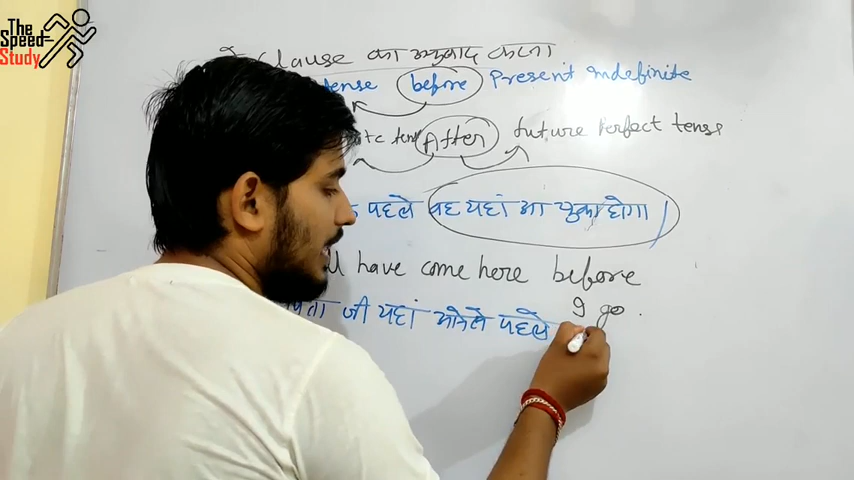 The
Speed
Study
clause का अनुवाद करना
tense before Present indefinite
tense After future Perfect tense
पहले वह यहां आ चुका होगा
have come here before
I go.
पिता जी यहां आने से पहले